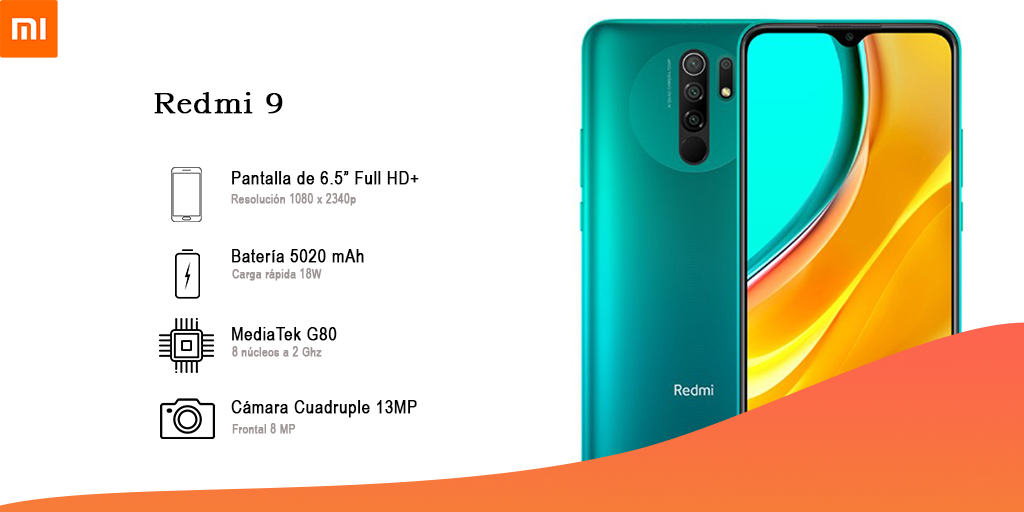 mi
Redmi 9
Pantalla de 6.5” Full HD+
Resolución 1080 x 2340p
Batería 5020 mAh
Carga rápida 18W
MediaTek G80
8 núcleos a 2 Ghz
Cámara Cuadruple 13MP
Frontal 8 MP
Redmi